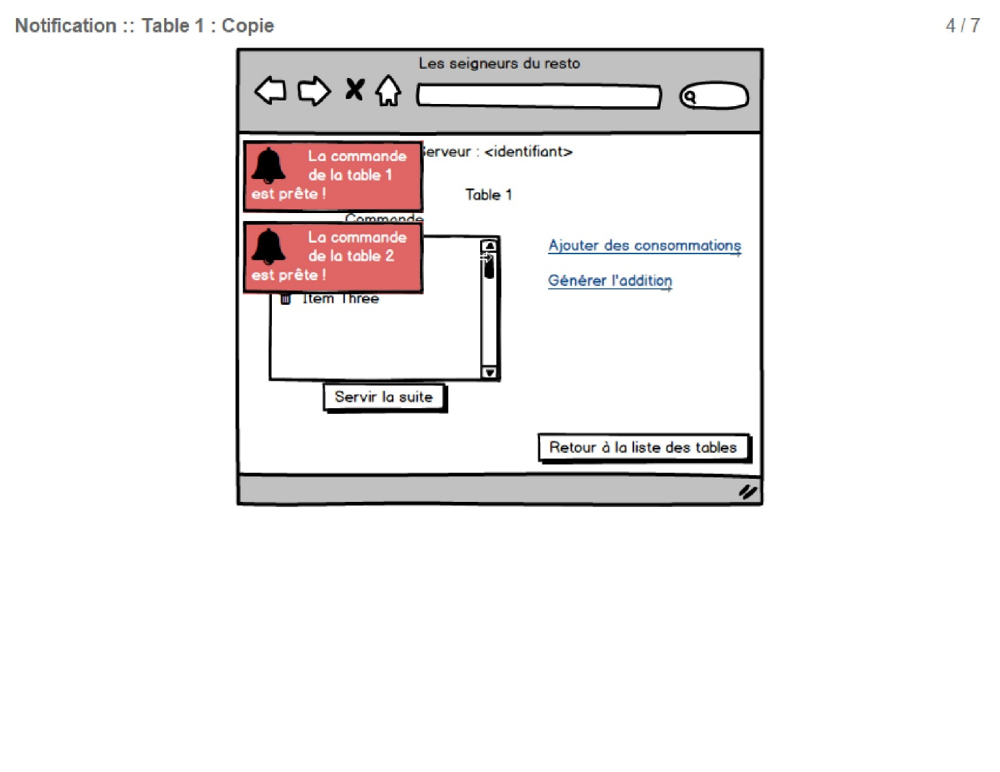 Notification :: Table 1 : Copie
4 / 7
Les seigneurs du resto
La commande
de la table 1
est prête !
Serveur : <identifiant>
Table 1
Commande
La commande
de la table 2
est prête !
Ajouter des consommations
Générer l'addition
Item Three
Servir la suite
Retour à la liste des tables